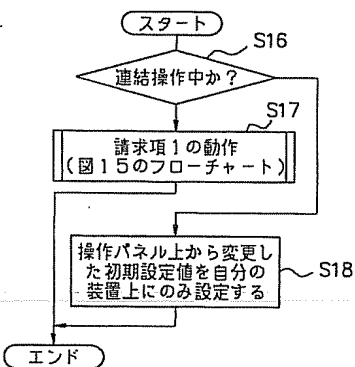 スタート
S16
連結操作中か？
S17
請求項1の動作
(図15のフローチャート)
操作パネル上から変更し
た初期設定値を自分の
装置上にのみ設定する
S18
エンド